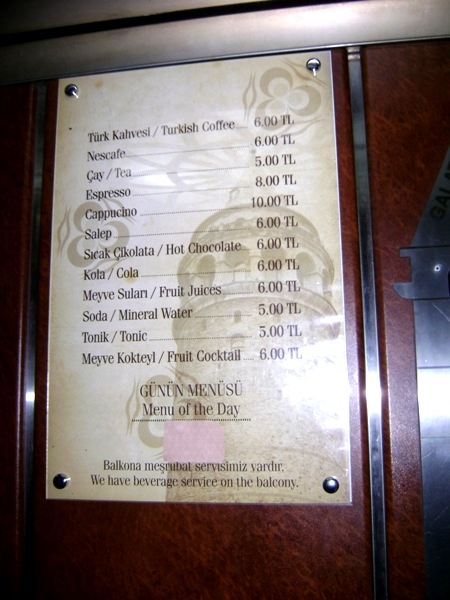 Türk Kahvesi / Turkish Coffee 6.00 TL
Nescafe 6.00 TL
Çay / Tea 5.00 TL
Espresso 8.00 TL
Cappucino 10.00 TL
Salep 6.00 TL
Sıcak Çikolata / Hot Chocolate 6.00 TL
Kola / Cola 6.00 TL
Meyve Suları / Fruit Juices 6.00 TL
Soda / Mineral Water 5.00 TL
Tonik / Tonic 5.00 TL
Meyve Kokteyl / Fruit Cocktail 6.00 TL
GÜNÜN MENÜSÜ
Menu of the Day
Balkona meşrubat servisimiz vardır.
We have beverage service on the balcony.